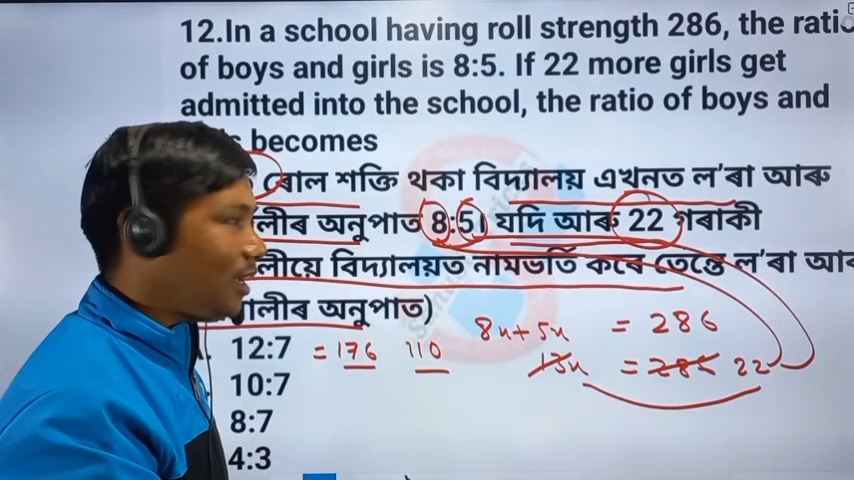 12.In a school having roll strength 286, the ratio
of boys and girls is 8:5. If 22 more girls get
admitted into the school, the ratio of boys and
becomes
ৰোল শক্তি থকা বিদ্যালয় এখনত ল'ৰা আৰু
লীৰ অনুপাত 8:5। যদি আৰু 22 গৰাকী
লীয়ে বিদ্যালয়ত নামভৰ্তি কৰে তেন্তে ল'ৰা আৰ
লীৰ অনুপাত)
8x+5x = 286
12:7 = 176 110
13x = 286 22
10:7
8:7
4:3